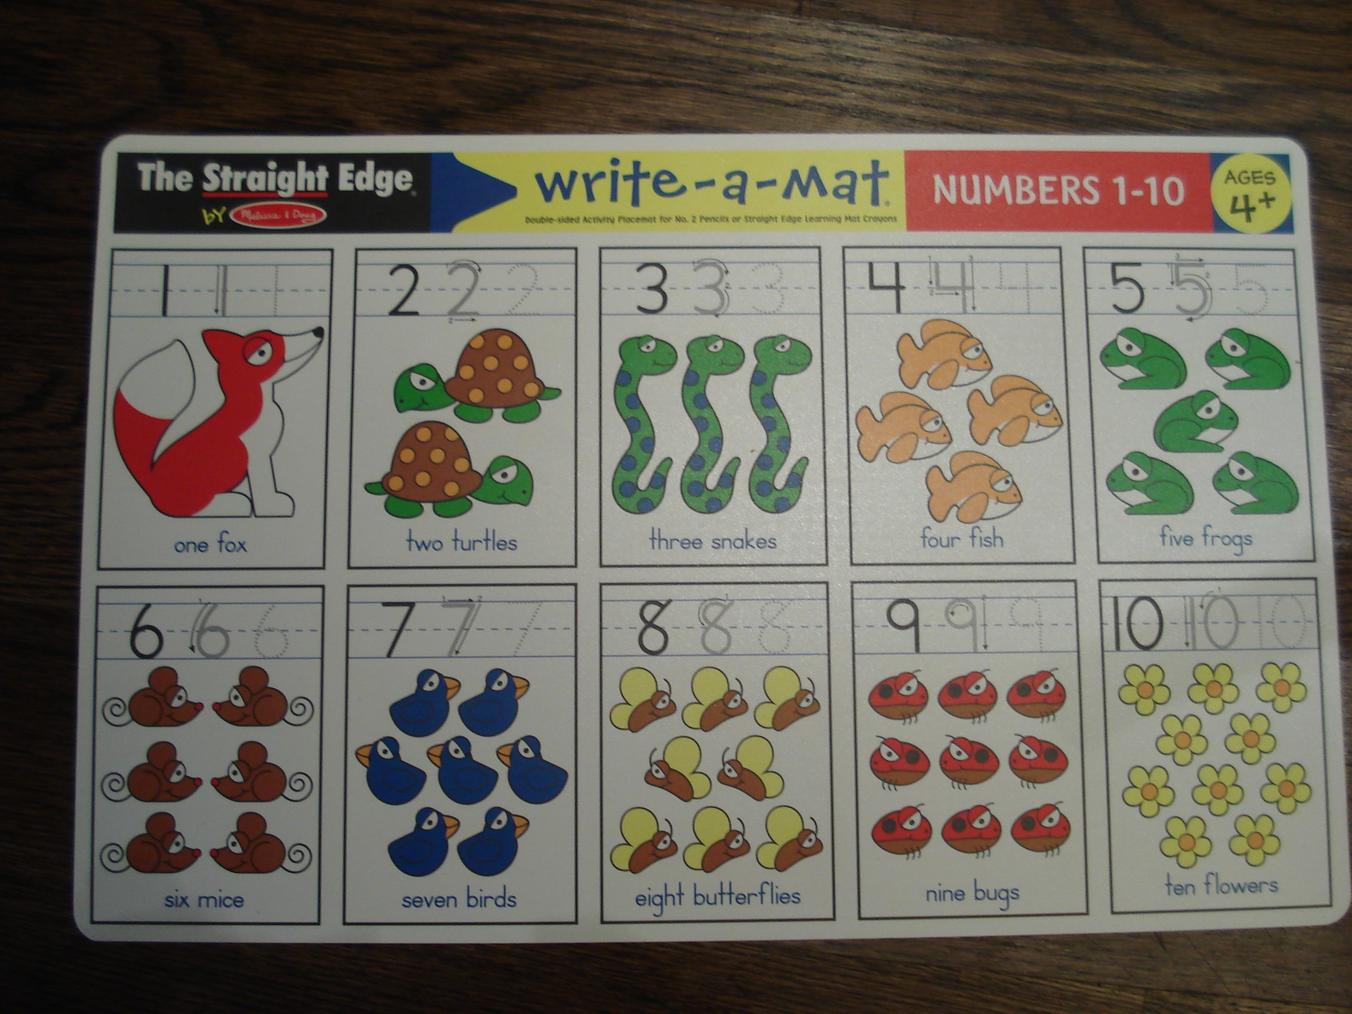 The Straight Edge
by Melissa & Doug
write-a-mat
Double-sided Activity Placemat for No. 2 Pencils or Straight Edge Learning Mat Crayons
NUMBERS 1-10
AGES
4+
1 1 1
one fox
2 2 2
two turtles
3 3 3
three snakes
4 4 4
four fish
5 5 5
five frogs
6 6 6
six mice
7 7 7
seven birds
8 8 8
eight butterflies
9 9 9
nine bugs
10 10 10
ten flowers